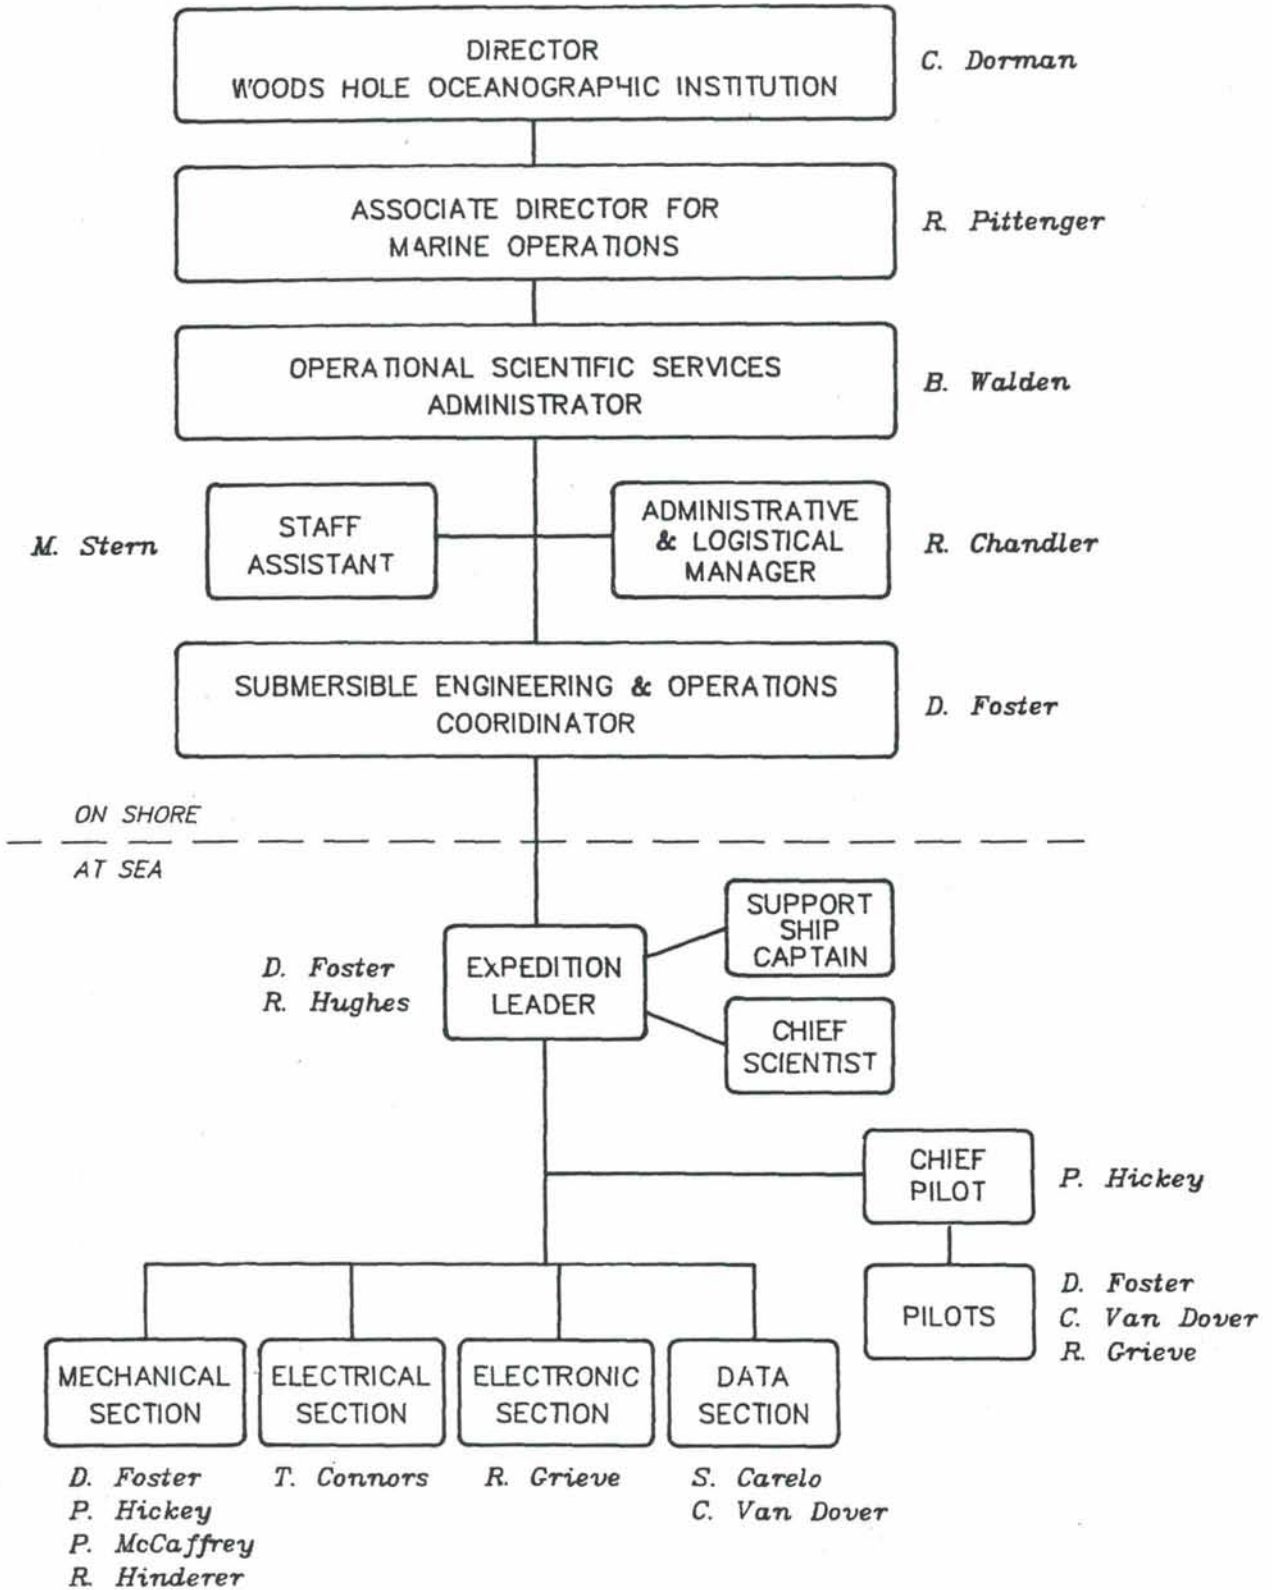 DIRECTOR
WOODS HOLE OCEANOGRAPHIC INSTITUTION
C. Dorman
ASSOCIATE DIRECTOR FOR
MARINE OPERATIONS
R. Pittenger
OPERATIONAL SCIENTIFIC SERVICES
ADMINISTRATOR
B. Walden
M. Stern
STAFF
ASSISTANT
ADMINISTRATIVE
& LOGISTICAL
MANAGER
R. Chandler
SUBMERSIBLE ENGINEERING & OPERATIONS
COORIDINATOR
D. Foster
ON SHORE
AT SEA
D. Foster
R. Hughes
EXPEDITION
LEADER
SUPPORT
SHIP
CAPTAIN
CHIEF
SCIENTIST
CHIEF
PILOT
P. Hickey
PILOTS
D. Foster
C. Van Dover
R. Grieve
MECHANICAL
SECTION
D. Foster
P. Hickey
P. McCaffrey
R. Hinderer
ELECTRICAL
SECTION
T. Connors
ELECTRONIC
SECTION
R. Grieve
DATA
SECTION
S. Carelo
C. Van Dover